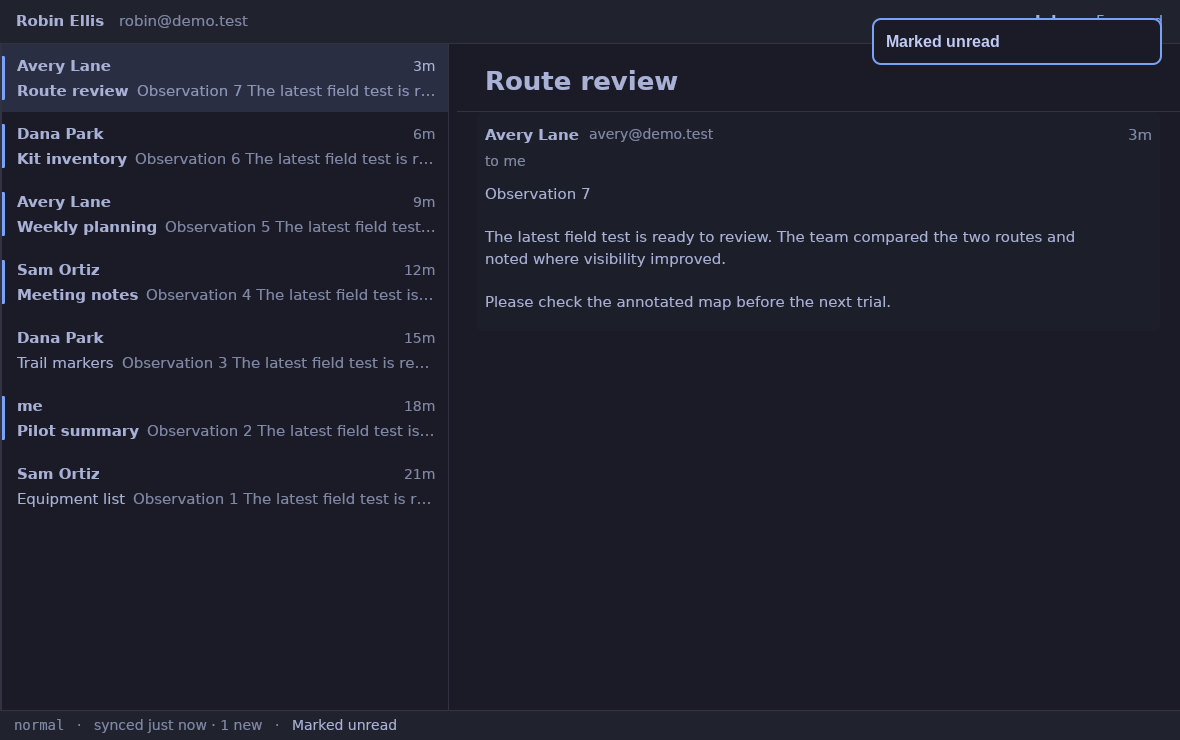 Robin Ellis robin@demo.test
Marked unread
Avery Lane 3m
Route review Observation 7 The latest field test is r…
Dana Park 6m
Kit inventory Observation 6 The latest field test is r…
Avery Lane 9m
Weekly planning Observation 5 The latest field test…
Sam Ortiz 12m
Meeting notes Observation 4 The latest field test is…
Dana Park 15m
Trail markers Observation 3 The latest field test is re…
me 18m
Pilot summary Observation 2 The latest field test is…
Sam Ortiz 21m
Equipment list Observation 1 The latest field test is r…
Route review
Avery Lane avery@demo.test 3m
to me
Observation 7
The latest field test is ready to review. The team compared the two routes and
noted where visibility improved.
Please check the annotated map before the next trial.
normal · synced just now · 1 new · Marked unread